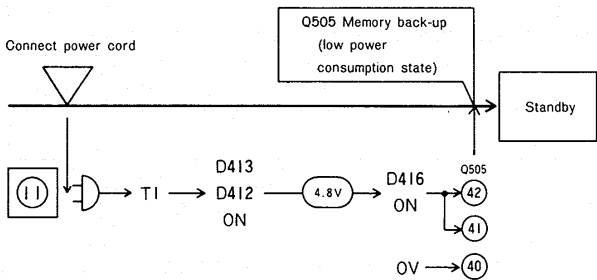 Q505 Memory back-up
(low power
consumption state)
Connect power cord
Standby
T1
D413
D412
ON
4.8V
D416
ON
Q505
42
41
0V
40